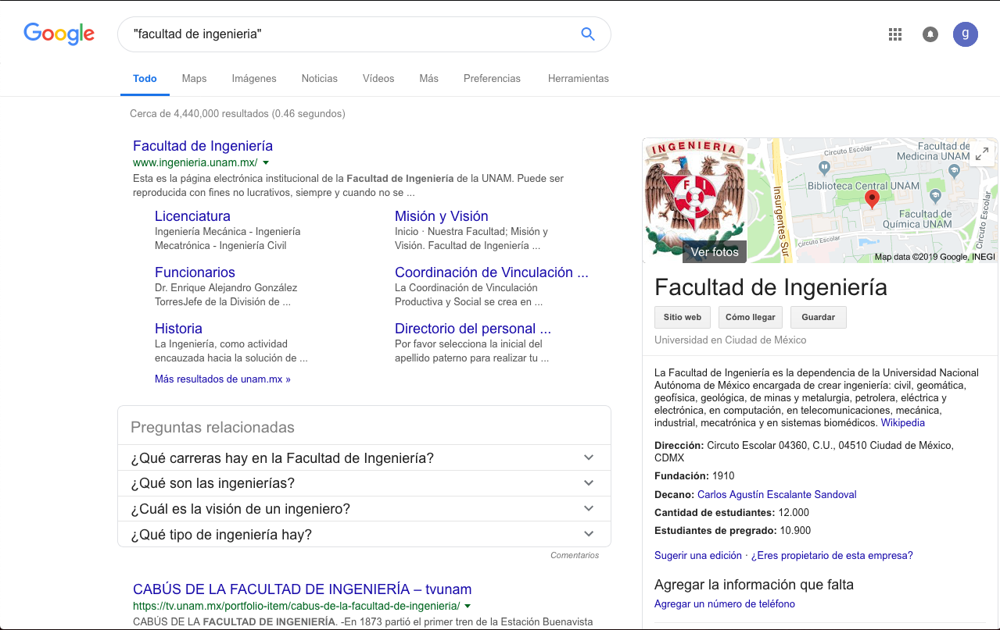 Google
"facultad de ingenieria"
g
Todo
Maps
Imágenes
Noticias
Vídeos
Más
Preferencias
Herramientas
Cerca de 4,440,000 resultados (0.46 segundos)
Facultad de Ingeniería
www.ingenieria.unam.mx/
Esta es la página electrónica institucional de la Facultad de Ingeniería de la UNAM. Puede ser
reproducida con fines no lucrativos, siempre y cuando no se ...
Licenciatura
Ingeniería Mecánica - Ingeniería
Mecatrónica - Ingeniería Civil
Misión y Visión
Inicio · Nuestra Facultad; Misión y
Visión. Facultad de Ingeniería ...
Funcionarios
Dr. Enrique Alejandro González
TorresJefe de la División de ...
Coordinación de Vinculación ...
La Coordinación de Vinculación
Productiva y Social se crea en ...
Historia
La Ingeniería, como actividad
encauzada hacia la solución de ...
Directorio del personal ...
Por favor selecciona la inicial del
apellido paterno para realizar tu ...
Más resultados de unam.mx »
Preguntas relacionadas
¿Qué carreras hay en la Facultad de Ingeniería?
¿Qué son las ingenierías?
¿Cuál es la visión de un ingeniero?
¿Qué tipo de ingeniería hay?
Comentarios
CABÚS DE LA FACULTAD DE INGENIERÍA – tvunam
https://tv.unam.mx/portfolio-item/cabus-de-la-facultad-de-ingenieria/
CABÚS DE LA FACULTAD DE INGENIERÍA. -En 1873 partió el primer tren de la Estación Buenavista
INGENIERIA
F I
Ver fotos
Circuito Escolar
Facultad de
Medicina UNAM
Biblioteca Central UNAM
Insurgentes Sur
Facultad de
Química UNAM
Circuito Escolar
Circuito Escolar
Map data ©2019 Google, INEGI
Facultad de Ingeniería
Sitio web
Cómo llegar
Guardar
Universidad en Ciudad de México
La Facultad de Ingeniería es la dependencia de la Universidad Nacional
Autónoma de México encargada de crear ingeniería: civil, geomática,
geofísica, geológica, de minas y metalurgia, petrolera, eléctrica y
electrónica, en computación, en telecomunicaciones, mecánica,
industrial, mecatrónica y en sistemas biomédicos. Wikipedia
Dirección: Circuto Escolar 04360, C.U., 04510 Ciudad de México,
CDMX
Fundación: 1910
Decano: Carlos Agustín Escalante Sandoval
Cantidad de estudiantes: 12.000
Estudiantes de pregrado: 10.900
Sugerir una edición · ¿Eres propietario de esta empresa?
Agregar la información que falta
Agregar un número de teléfono